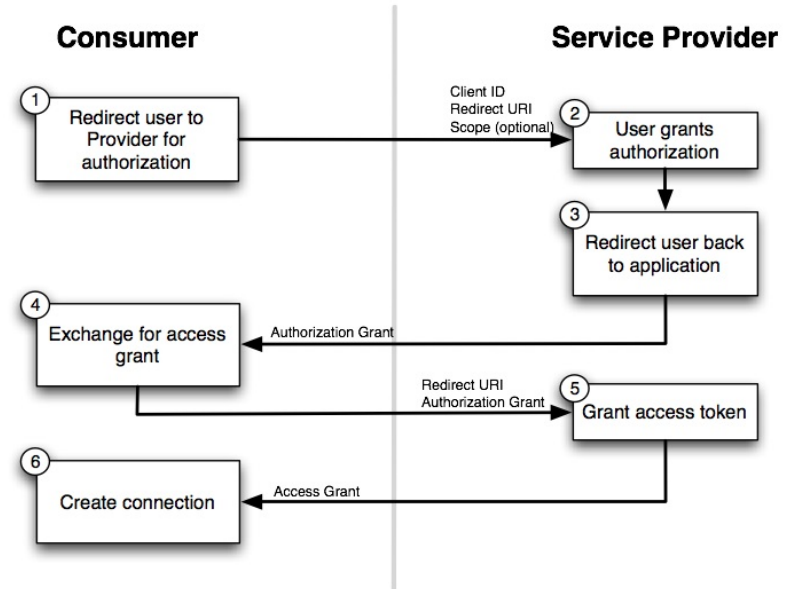 Consumer
Service Provider
1
Redirect user to
Provider for
authorization
Client ID
Redirect URI
Scope (optional)
2
User grants
authorization
3
Redirect user back
to application
4
Exchange for access
grant
Authorization Grant
Redirect URI
Authorization Grant
5
Grant access token
6
Create connection
Access Grant